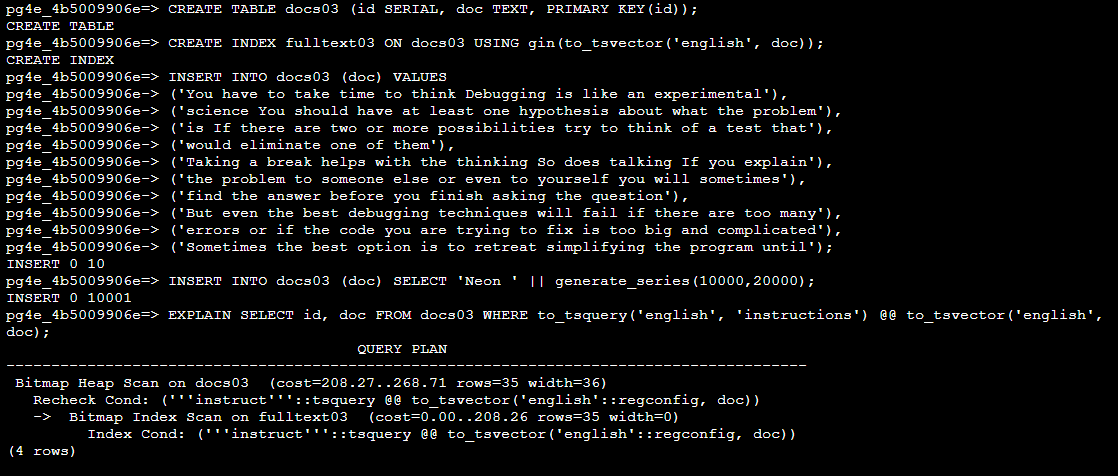 pg4e_4b5009906e=> CREATE TABLE docs03 (id SERIAL, doc TEXT, PRIMARY KEY(id));
CREATE TABLE
pg4e_4b5009906e=> CREATE INDEX fulltext03 ON docs03 USING gin(to_tsvector('english', doc));
CREATE INDEX
pg4e_4b5009906e=> INSERT INTO docs03 (doc) VALUES
pg4e_4b5009906e-> ('You have to take time to think Debugging is like an experimental'),
pg4e_4b5009906e-> ('science You should have at least one hypothesis about what the problem'),
pg4e_4b5009906e-> ('is If there are two or more possibilities try to think of a test that'),
pg4e_4b5009906e-> ('would eliminate one of them'),
pg4e_4b5009906e-> ('Taking a break helps with the thinking So does talking If you explain'),
pg4e_4b5009906e-> ('the problem to someone else or even to yourself you will sometimes'),
pg4e_4b5009906e-> ('find the answer before you finish asking the question'),
pg4e_4b5009906e-> ('But even the best debugging techniques will fail if there are too many'),
pg4e_4b5009906e-> ('errors or if the code you are trying to fix is too big and complicated'),
pg4e_4b5009906e-> ('Sometimes the best option is to retreat simplifying the program until');
INSERT 0 10
pg4e_4b5009906e=> INSERT INTO docs03 (doc) SELECT 'Neon ' || generate_series(10000,20000);
INSERT 0 10001
pg4e_4b5009906e=> EXPLAIN SELECT id, doc FROM docs03 WHERE to_tsquery('english', 'instructions') @@ to_tsvector('english',
doc);
QUERY PLAN
-----------------------------------------------------------------------------------------
Bitmap Heap Scan on docs03  (cost=208.27..268.71 rows=35 width=36)
Recheck Cond: ('''instruct'''::tsquery @@ to_tsvector('english'::regconfig, doc))
->  Bitmap Index Scan on fulltext03  (cost=0.00..208.26 rows=35 width=0)
Index Cond: ('''instruct'''::tsquery @@ to_tsvector('english'::regconfig, doc))
(4 rows)